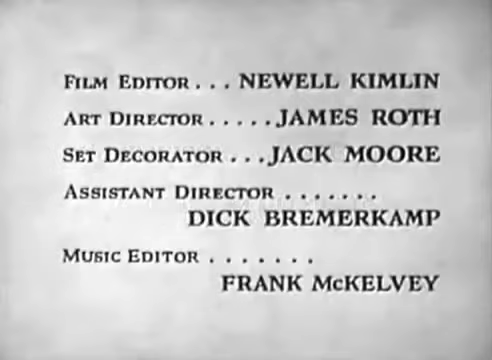 Film Editor . . . NEWELL KIMLIN
Art Director . . . . . JAMES ROTH
Set Decorator . . . JACK MOORE
Assistant Director . . . . . . .
DICK BREMERKAMP
Music Editor . . . . . . .
FRANK McKELVEY